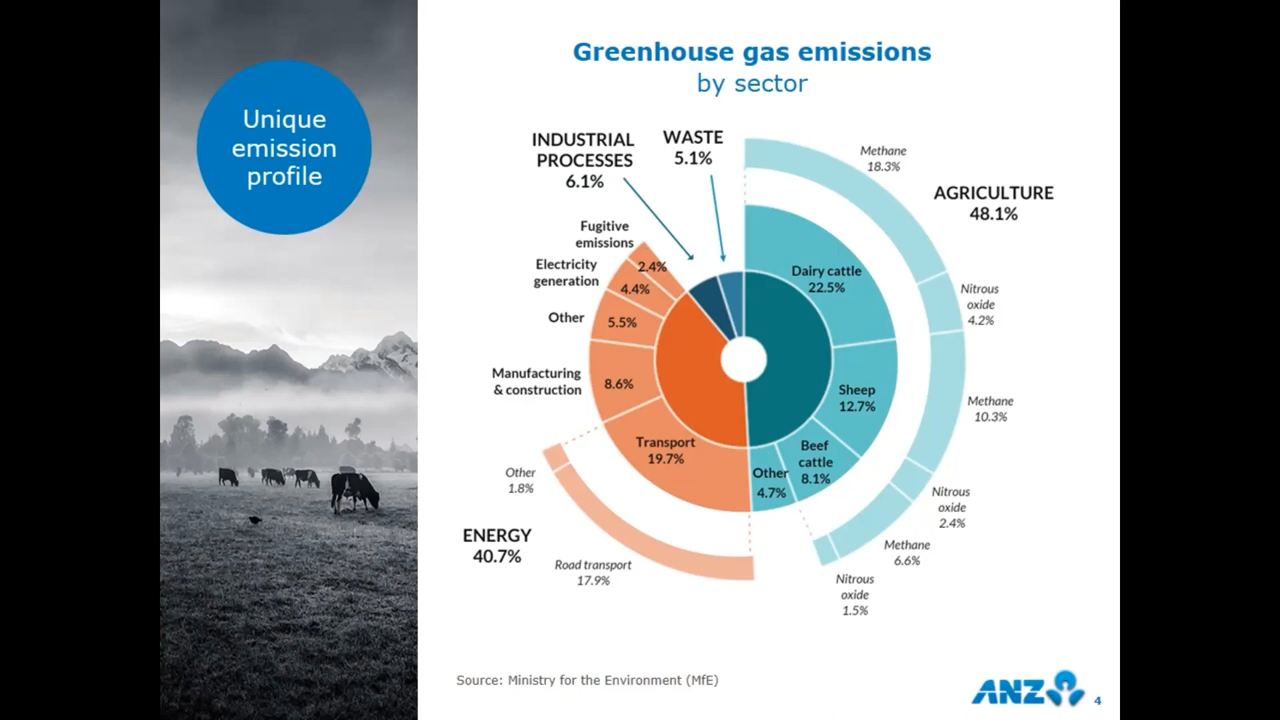 Unique
emission
profile
Greenhouse gas emissions
by sector
INDUSTRIAL
PROCESSES
6.1%
WASTE
5.1%
Methane
18.3%
AGRICULTURE
48.1%
Fugitive
emissions
2.4%
Electricity
generation
4.4%
Other
5.5%
Manufacturing
& construction
8.6%
Transport
19.7%
Dairy cattle
22.5%
Nitrous
oxide
4.2%
Sheep
12.7%
Methane
10.3%
Beef
cattle
8.1%
Other
4.7%
Nitrous
oxide
2.4%
Methane
6.6%
Nitrous
oxide
1.5%
Other
1.8%
ENERGY
40.7%
Road transport
17.9%
Source: Ministry for the Environment (MfE)
ANZ
4